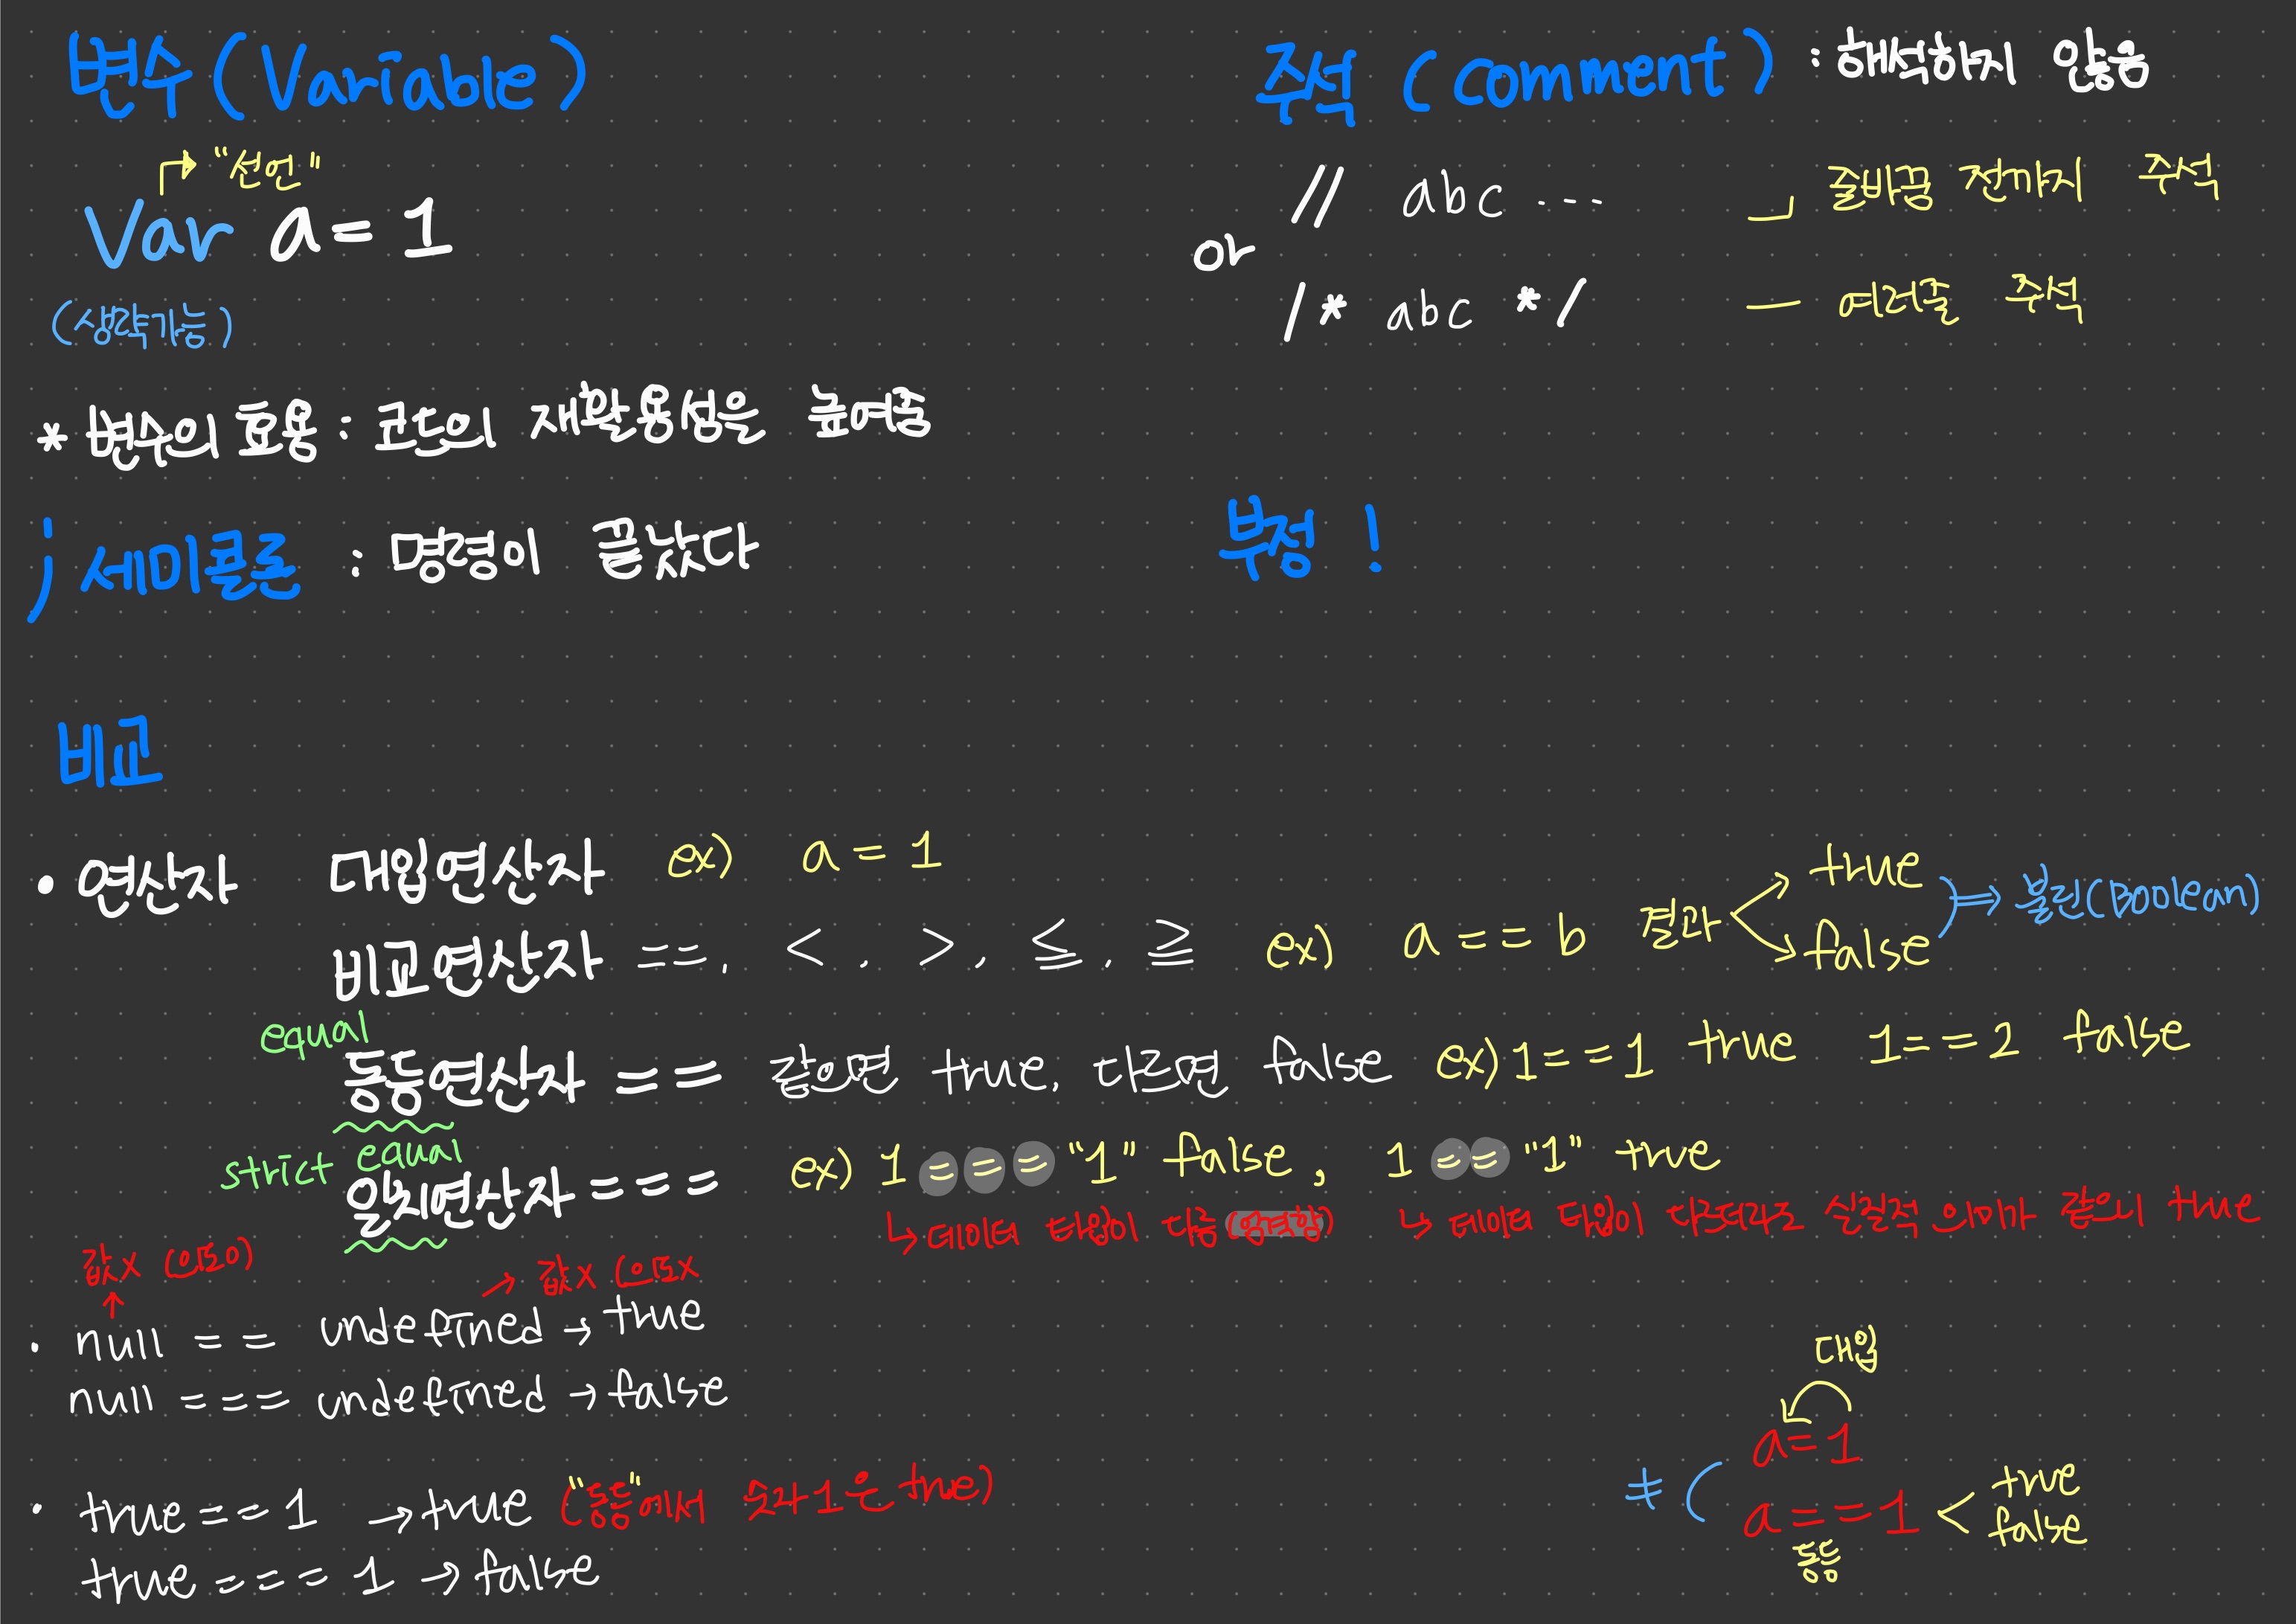 변수 (Variable)
"선언"
Var a = 1
(생략가능)
* 변수의 효용 : 코드의 재활용성을 높여줌
; 세미콜론 : 명령이 끝났다
주석 (comment) : 해석하지 않음
// abc ... 줄바꿈 전까지 주석
or
/* abc */ — 여러줄 주석
부정 !
비교
• 연산자 대입연산자 ex) a = 1
비교연산자 ==, <, >, ≦, ≧ ex) a == b 결과 < true false ⇒ 불린(Boolean)
equal
동등연산자 == 같으면 true, 다르면 false ex) 1==1 true 1==2 false
strict equal
일치연산자 === ex) 1 === "1" false, 1 == "1" true
↳ 데이터 타입이 다름 ↳ 데이터 타입이 다르더라도 실질적 의미가 같으니 true
값X (의도O)
→ 값X (의도X
· null == undefined → true
null === undefined → false
· true == 1 → true ("동등"에서 숫자1은 true)
true === 1 → false
대입
a=1
≠ (
a==1 < true false
동등